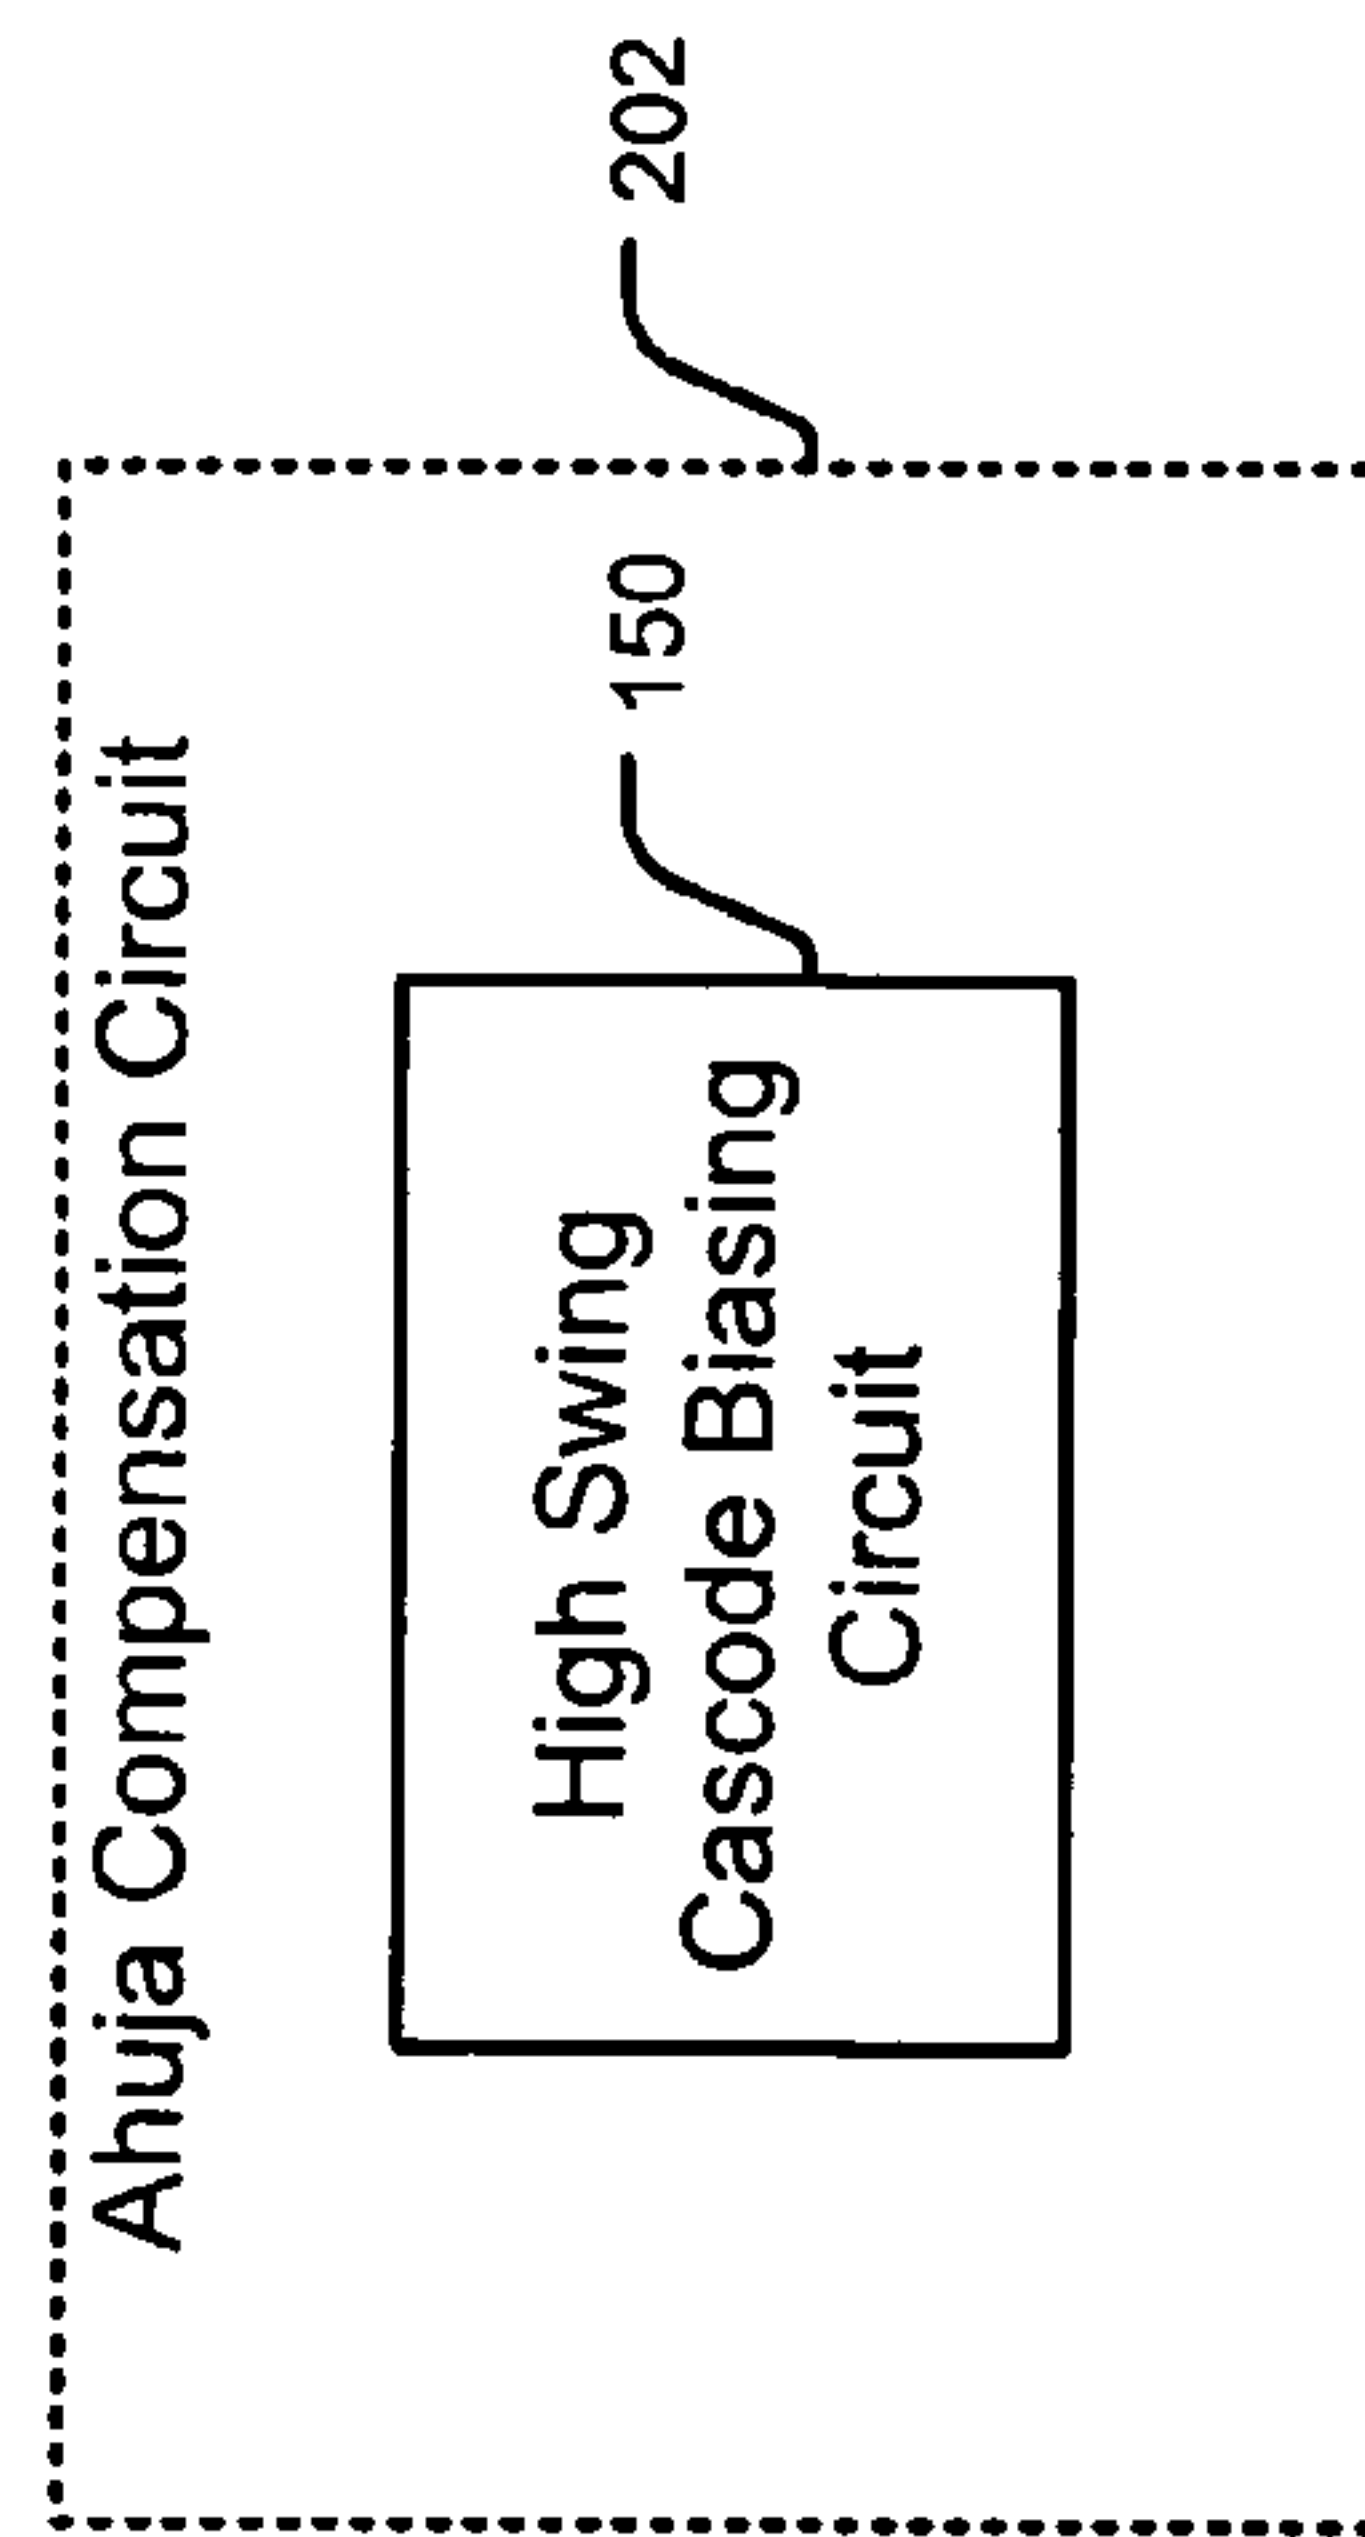 Ahuja Compensation Circuit
High Swing
Cascode Biasing
Circuit
150
202